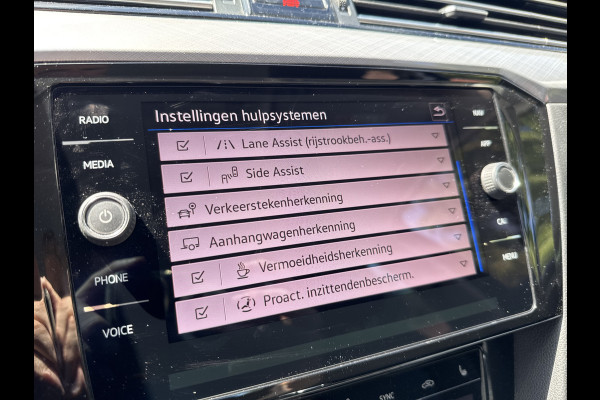 Instellingen hulpsystemen
Lane Assist (rijstrookbeh.-ass.)
Side Assist
Verkeerstekenherkenning
Aanhangwagenherkenning
Vermoeidheidsherkenning
Proact. inzittendenbescherm.
RADIO
MEDIA
PHONE
VOICE
NAV
APP
CAR
MENU
SYNC